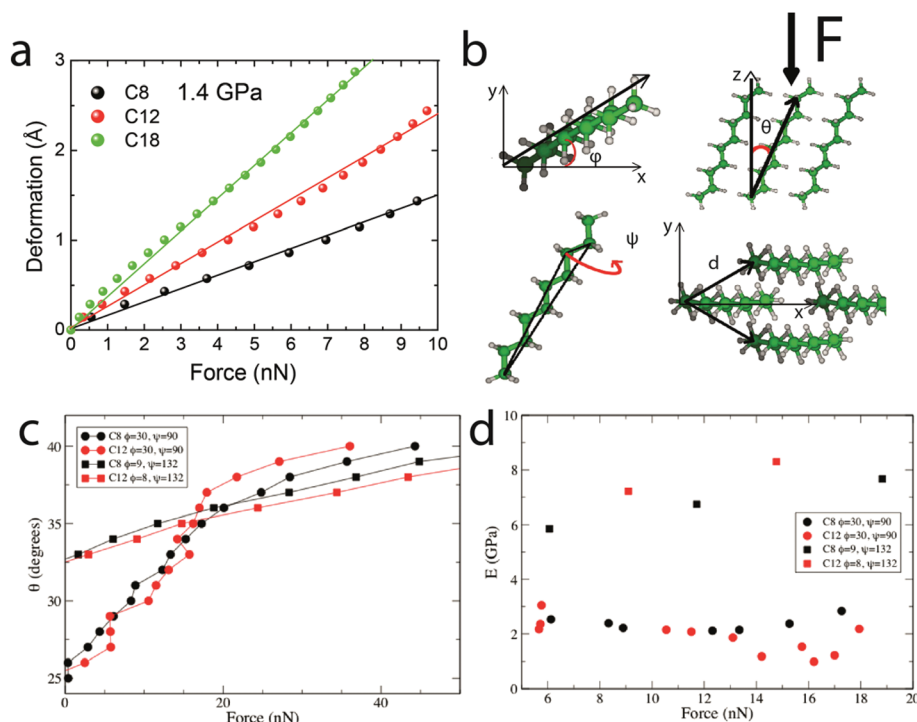 a
Deformation (Å)
3
2
1
0
C8 1.4 GPa
C12
C18
0 1 2 3 4 5 6 7 8 9 10
Force (nN)
b
y
φ
x
F
z
θ
ψ
y
d
x
c
C8 ϕ=30, ψ=90
C12 ϕ=30, ψ=90
C8 ϕ=9, ψ=132
C12 ϕ=8, ψ=132
θ (degrees)
40
35
30
25
0 20 40
Force (nN)
d
E (GPa)
10
8
6
4
2
0
C8 ϕ=30, ψ=90
C12 ϕ=30, ψ=90
C8 ϕ=9, ψ=132
C12 ϕ=8, ψ=132
6 8 10 12 14 16 18 20
Force (nN)